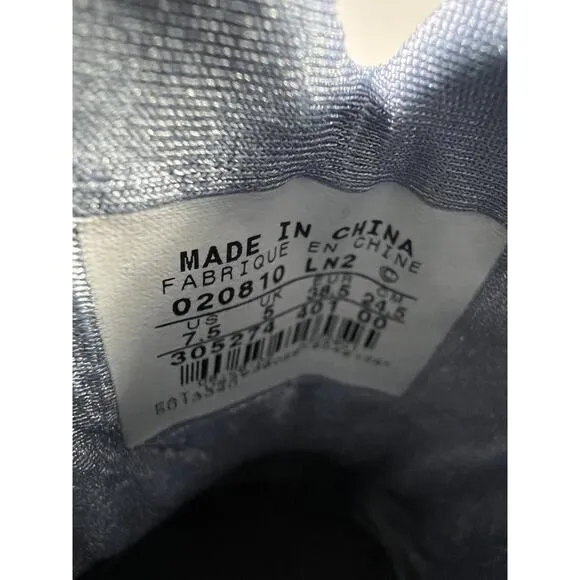 MADE IN CHINA
FABRIQUE EN CHINE
020810 LN2 ©
US UK EUR CM
7.5 5 38.5 24.5
305274 401 00